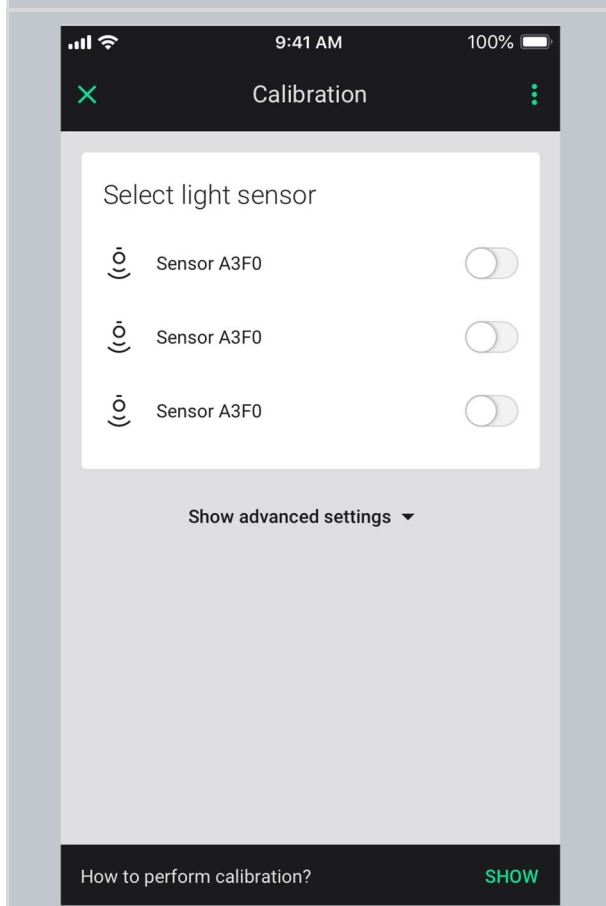 9:41 AM 100%
Calibration
Select light sensor
Sensor A3F0
Sensor A3F0
Sensor A3F0
Show advanced settings
How to perform calibration? SHOW